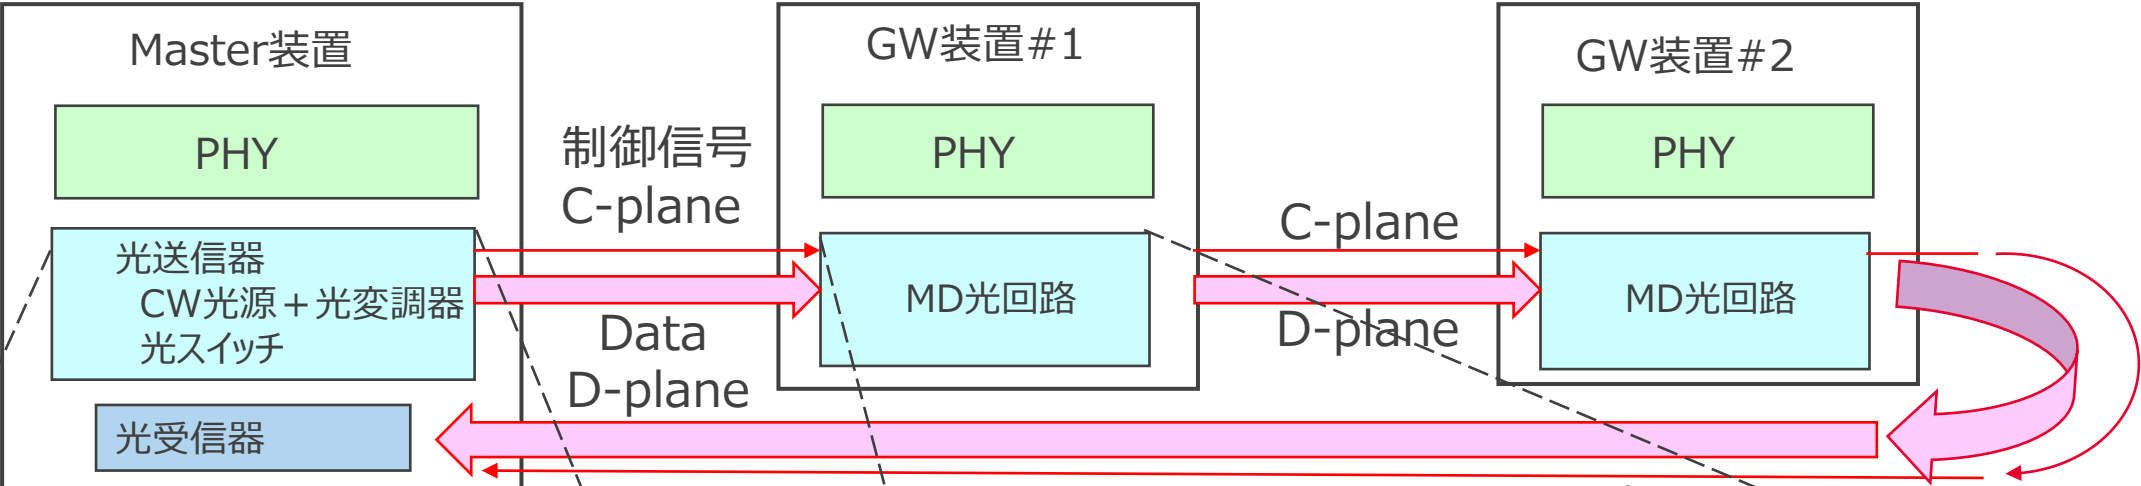 Master装置
PHY
光送信器
CW光源＋光変調器
光スイッチ
光受信器
制御信号
C-plane
Data
D-plane
GW装置#1
PHY
MD光回路
C-plane
D-plane
GW装置#2
PHY
MD光回路